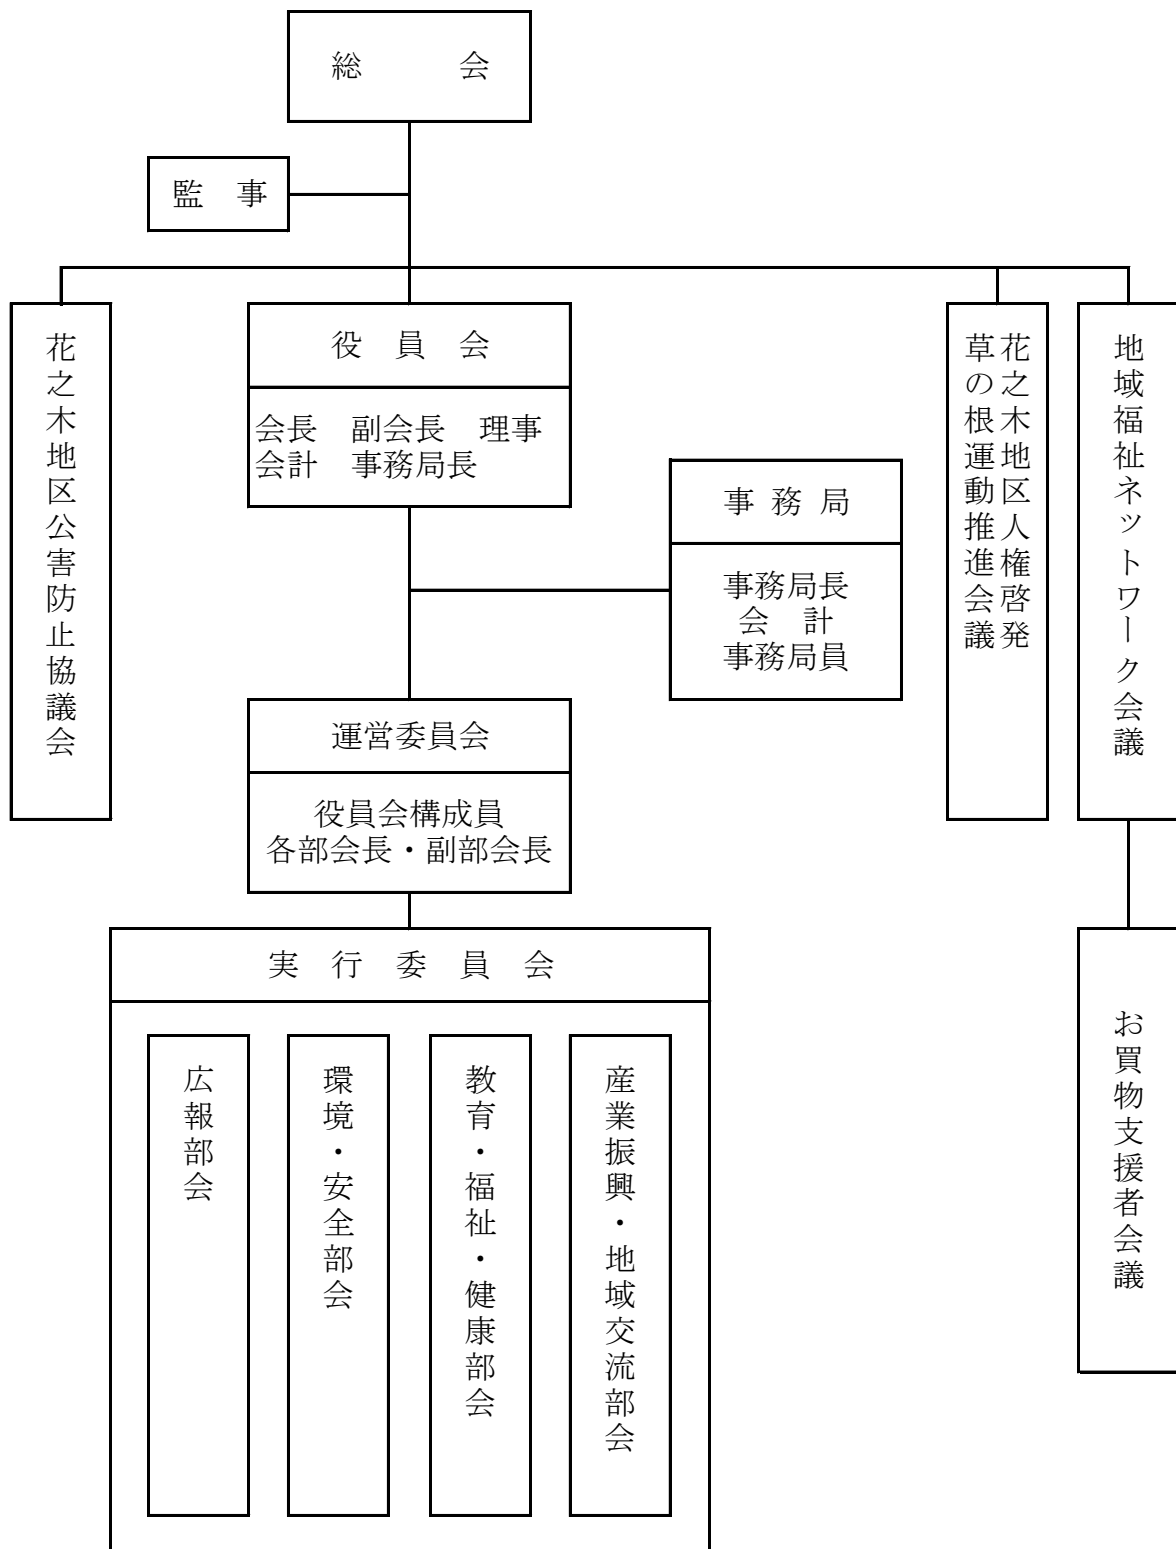 総　会
監　事
花之木地区公害防止協議会
役　員　会
会長　副会長　理事
会計　事務局長
事 務 局
事務局長
会　計
事務局員
花之木地区人権啓発
草の根運動推進会議
地域福祉ネットワーク会議
運営委員会
役員会構成員
各部会長・副部会長
実　行　委　員　会
広報部会
環境・安全部会
教育・福祉・健康部会
産業振興・地域交流部会
お買物支援者会議